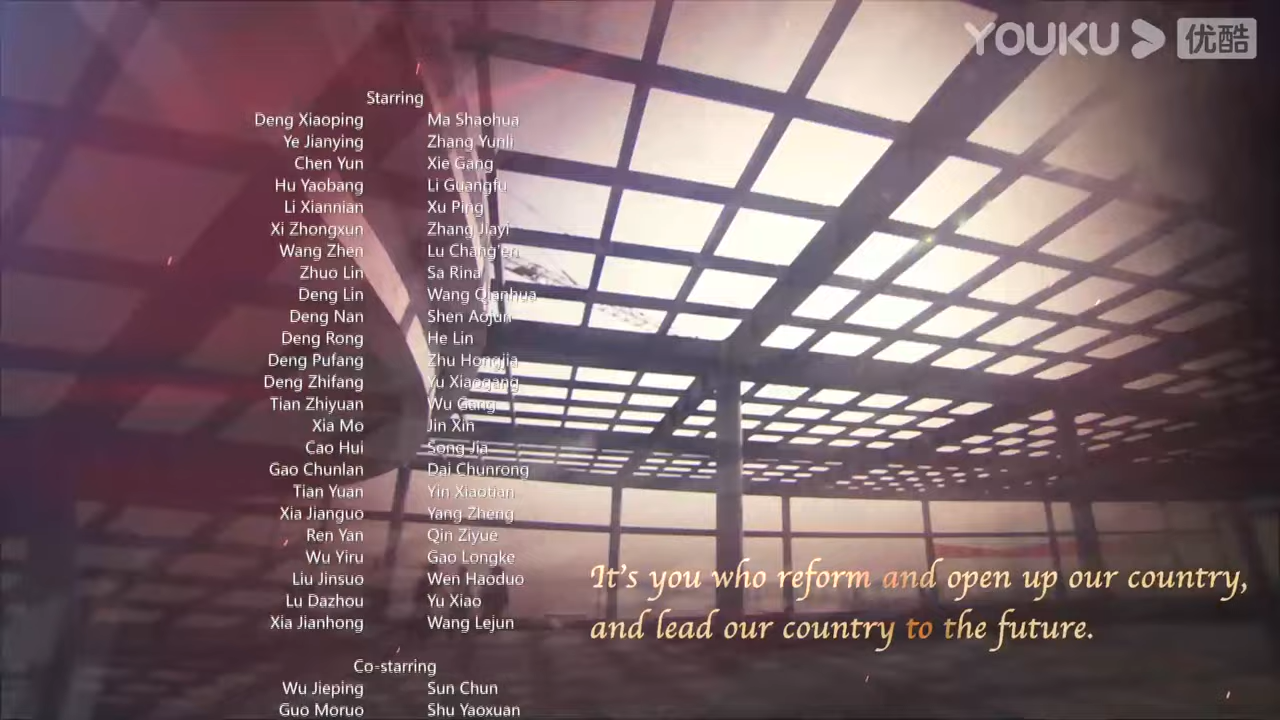 YOUKU 优酷
Starring
Deng Xiaoping Ma Shaohua
Ye Jianying Zhang Yunli
Chen Yun Xie Gang
Hu Yaobang Li Guangfu
Li Xiannian Xu Ping
Xi Zhongxun Zhang Jiayi
Wang Zhen Lu Chang'en
Zhuo Lin Sa Rina
Deng Lin Wang Qianhua
Deng Nan Shen Aojun
Deng Rong He Lin
Deng Pufang Zhu Hongjia
Deng Zhifang Yu Xiaogang
Tian Zhiyuan Wu Gang
Xia Mo Jin Xin
Cao Hui Song Jia
Gao Chunlan Dai Chunrong
Tian Yuan Yin Xiaotian
Xia Jianguo Yang Zheng
Ren Yan Qin Ziyue
Wu Yiru Gao Longke
Liu Jinsuo Wen Haoduo
Lu Dazhou Yu Xiao
Xia Jianhong Wang Lejun
Co-starring
Wu Jieping Sun Chun
Guo Moruo Shu Yaoxuan
It's you who reform and open up our country,
and lead our country to the future.